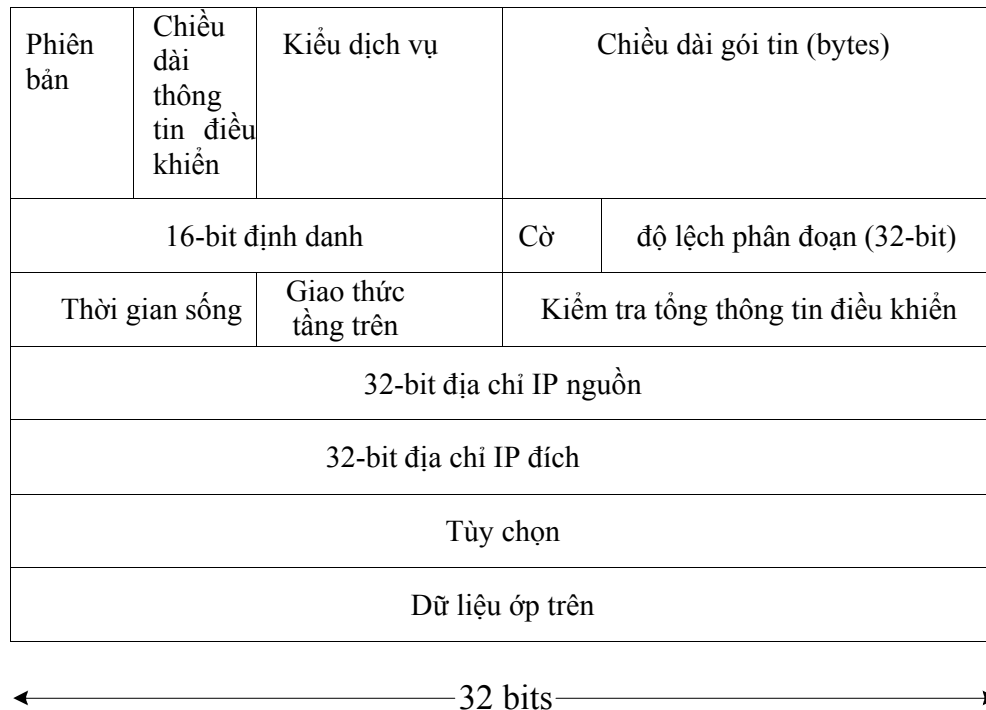 Phiên
bản
Chiều
dài
thông
tin điều
khiển
Kiểu dịch vụ
Chiều dài gói tin (bytes)
16-bit định danh
Cờ
độ lệch phân đoạn (32-bit)
Thời gian sống
Giao thức
tầng trên
Kiểm tra tổng thông tin điều khiển
32-bit địa chỉ IP nguồn
32-bit địa chỉ IP đích
Tùy chọn
Dữ liệu ớp trên
32 bits